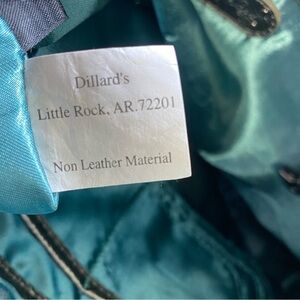 Dillard's
Little Rock, AR.72201
Non Leather Material